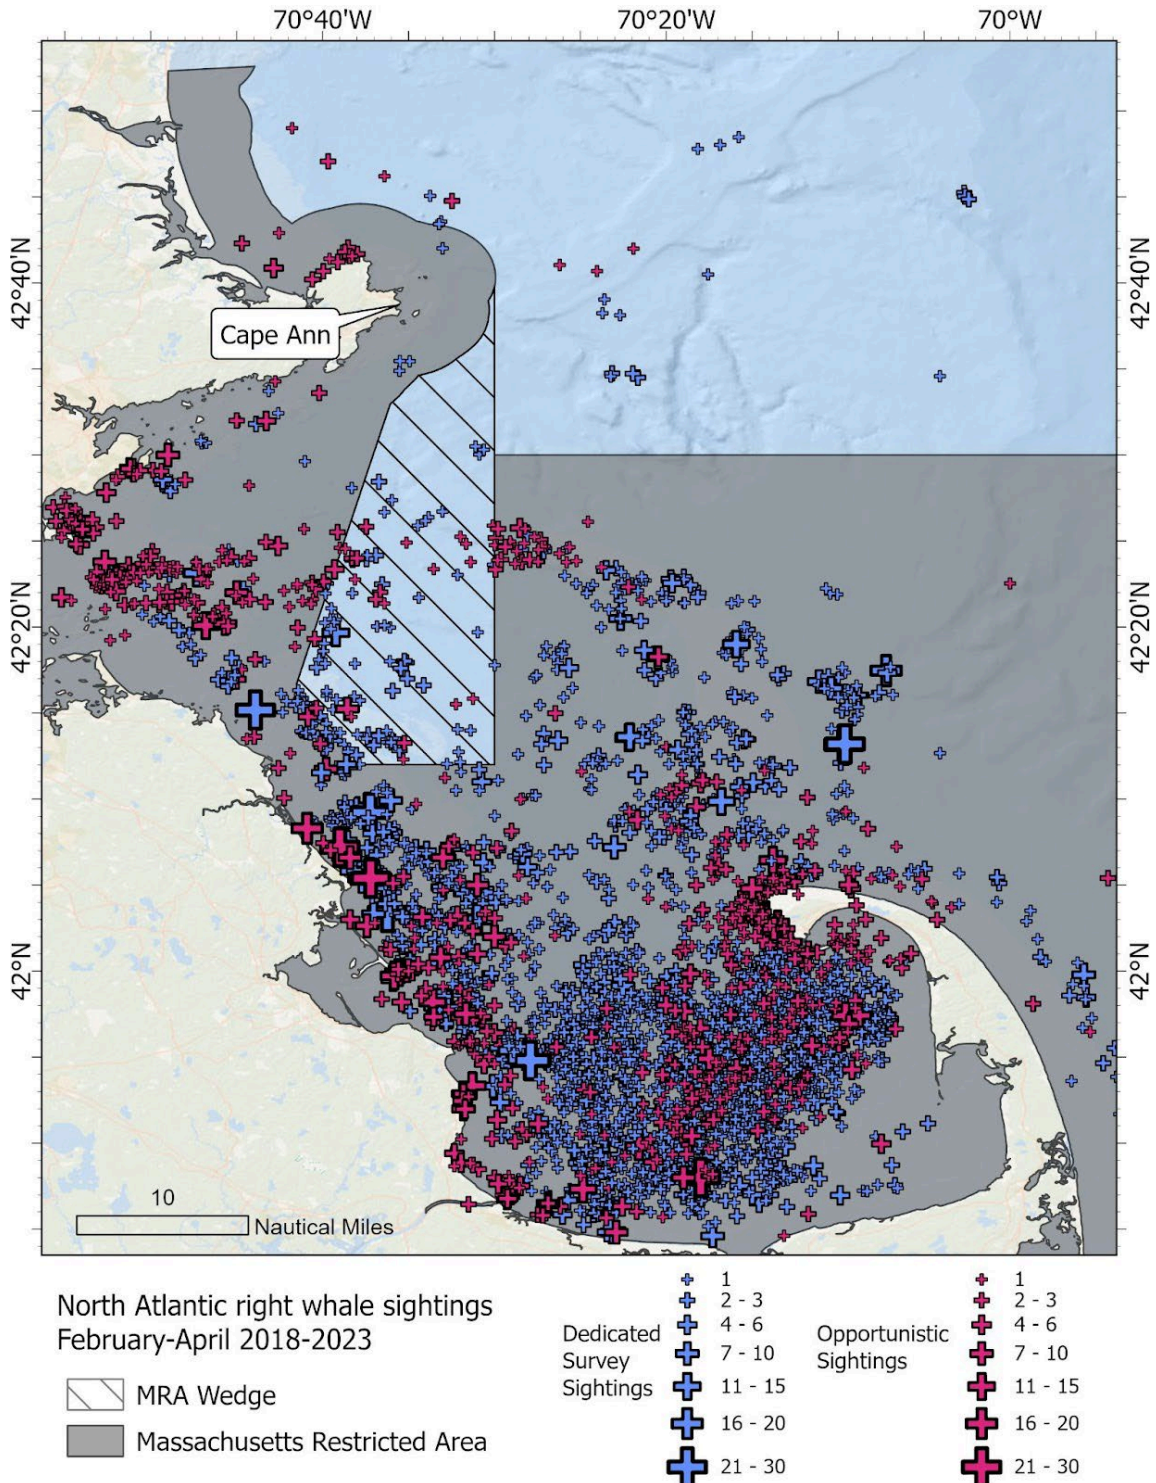 70°40'W
70°20'W
70°W
42°40'N
42°40'N
Cape Ann
42°20'N
42°20'N
42°N
42°N
10
Nautical Miles
North Atlantic right whale sightings
February-April 2018-2023
MRA Wedge
Massachusetts Restricted Area
Dedicated
Survey
Sightings
1
2 - 3
4 - 6
7 - 10
11 - 15
16 - 20
21 - 30
Opportunistic
Sightings
1
2 - 3
4 - 6
7 - 10
11 - 15
16 - 20
21 - 30